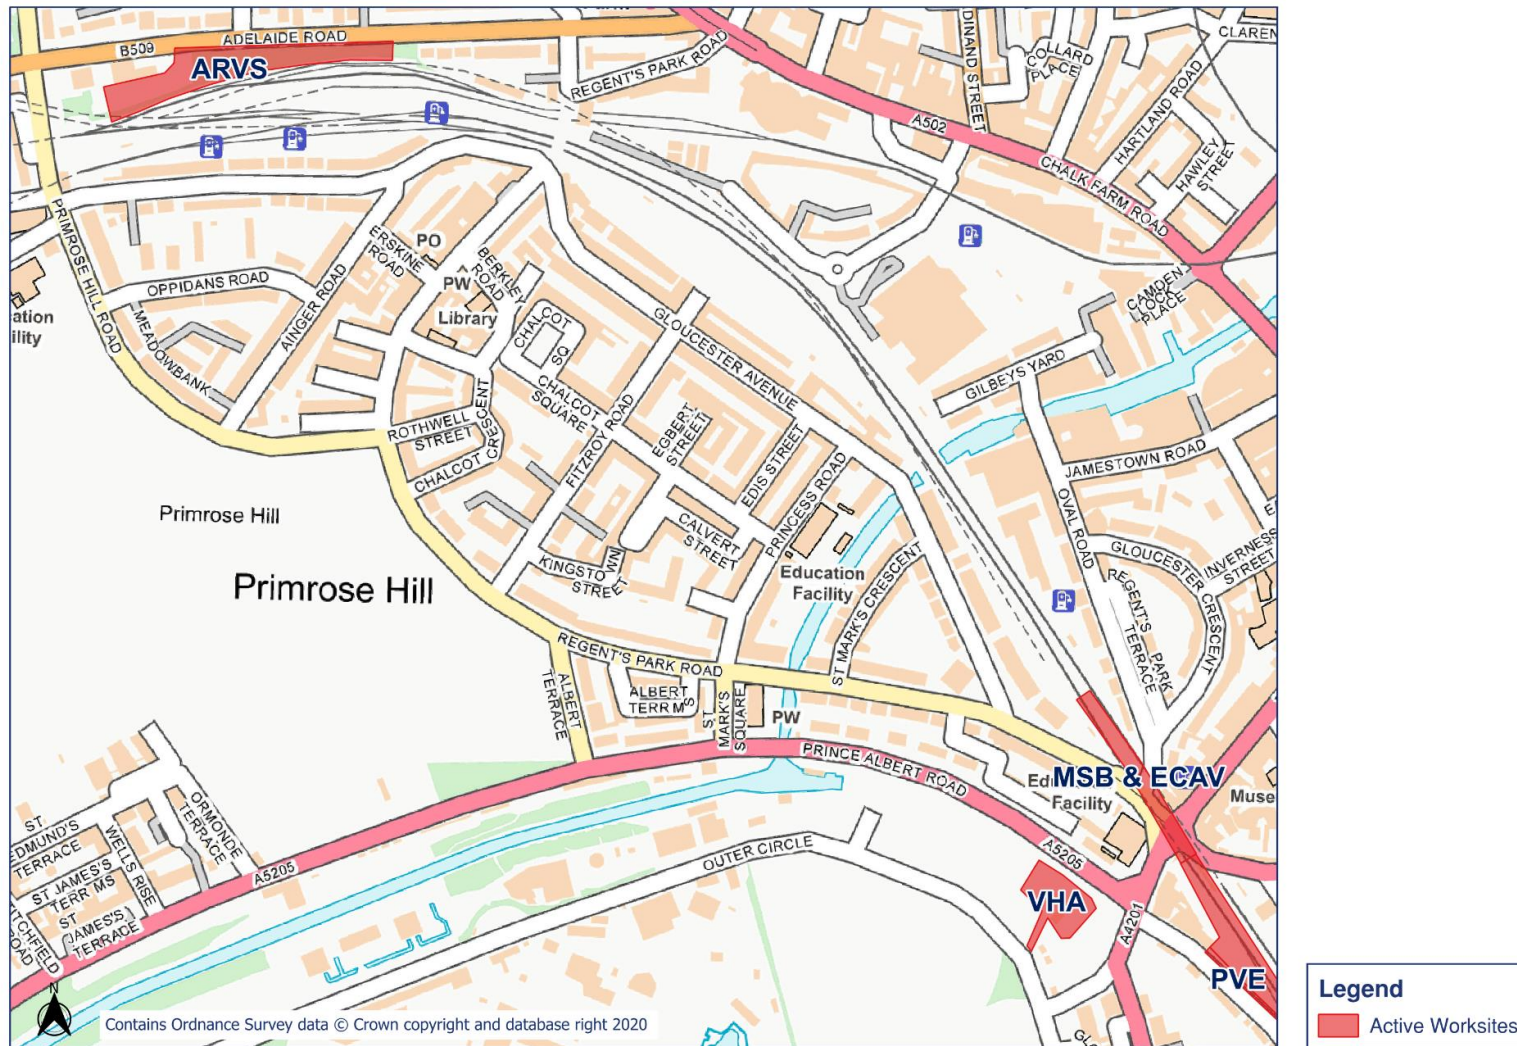 B509
ADELAIDE ROAD
ARVS
REGENT'S PARK ROAD
DINAND STREET
COLLARD
PLACE
CLAREN
HARTLAND ROAD
HAWLEY
STREET
A502
CHALK FARM ROAD
PRIMROSE HILL ROAD
OPPIDANS ROAD
MEADOWBANK
AINGER ROAD
ERSKINE
ROAD
PO
PW
BERKLEY
ROAD
Library
CHALCOT
SQ
CHALCOT
SQUARE
ROTHWELL
STREET
CHALCOT
CRESCENT
FITZROY ROAD
GLOUCESTER AVENUE
EGBERT
STREET
EDIS STREET
PRINCESS ROAD
CALVERT
STREET
KINGSTOWN
STREET
CAMDEN
LOCK
PLACE
GILBEYS YARD
JAMESTOWN ROAD
OVAL ROAD
GLOUCESTER CRESCENT
INVERNESS
STREET
REGENT'S
PARK
TERRACE
ation
ility
Primrose Hill
Primrose Hill
Education
Facility
ST MARK'S CRESCENT
REGENT'S PARK ROAD
ALBERT
TERRACE
ALBERT
TERR M
S
ST
MARK'S
SQUARE
PW
PRINCE ALBERT ROAD
MSB & ECAV
Facility
Muse
ST
EDMUND'S
TERRACE
ORMONDE
TERRACE
WELLS RISE
ST JAMES'S
TERR MS
ST
JAMES'S
TERRACE
ITCHFIELD
ROAD
A5205
OUTER CIRCLE
A5205
VHA
A4201
PVE
N
Contains Ordnance Survey data © Crown copyright and database right 2020
Legend
Active Worksites